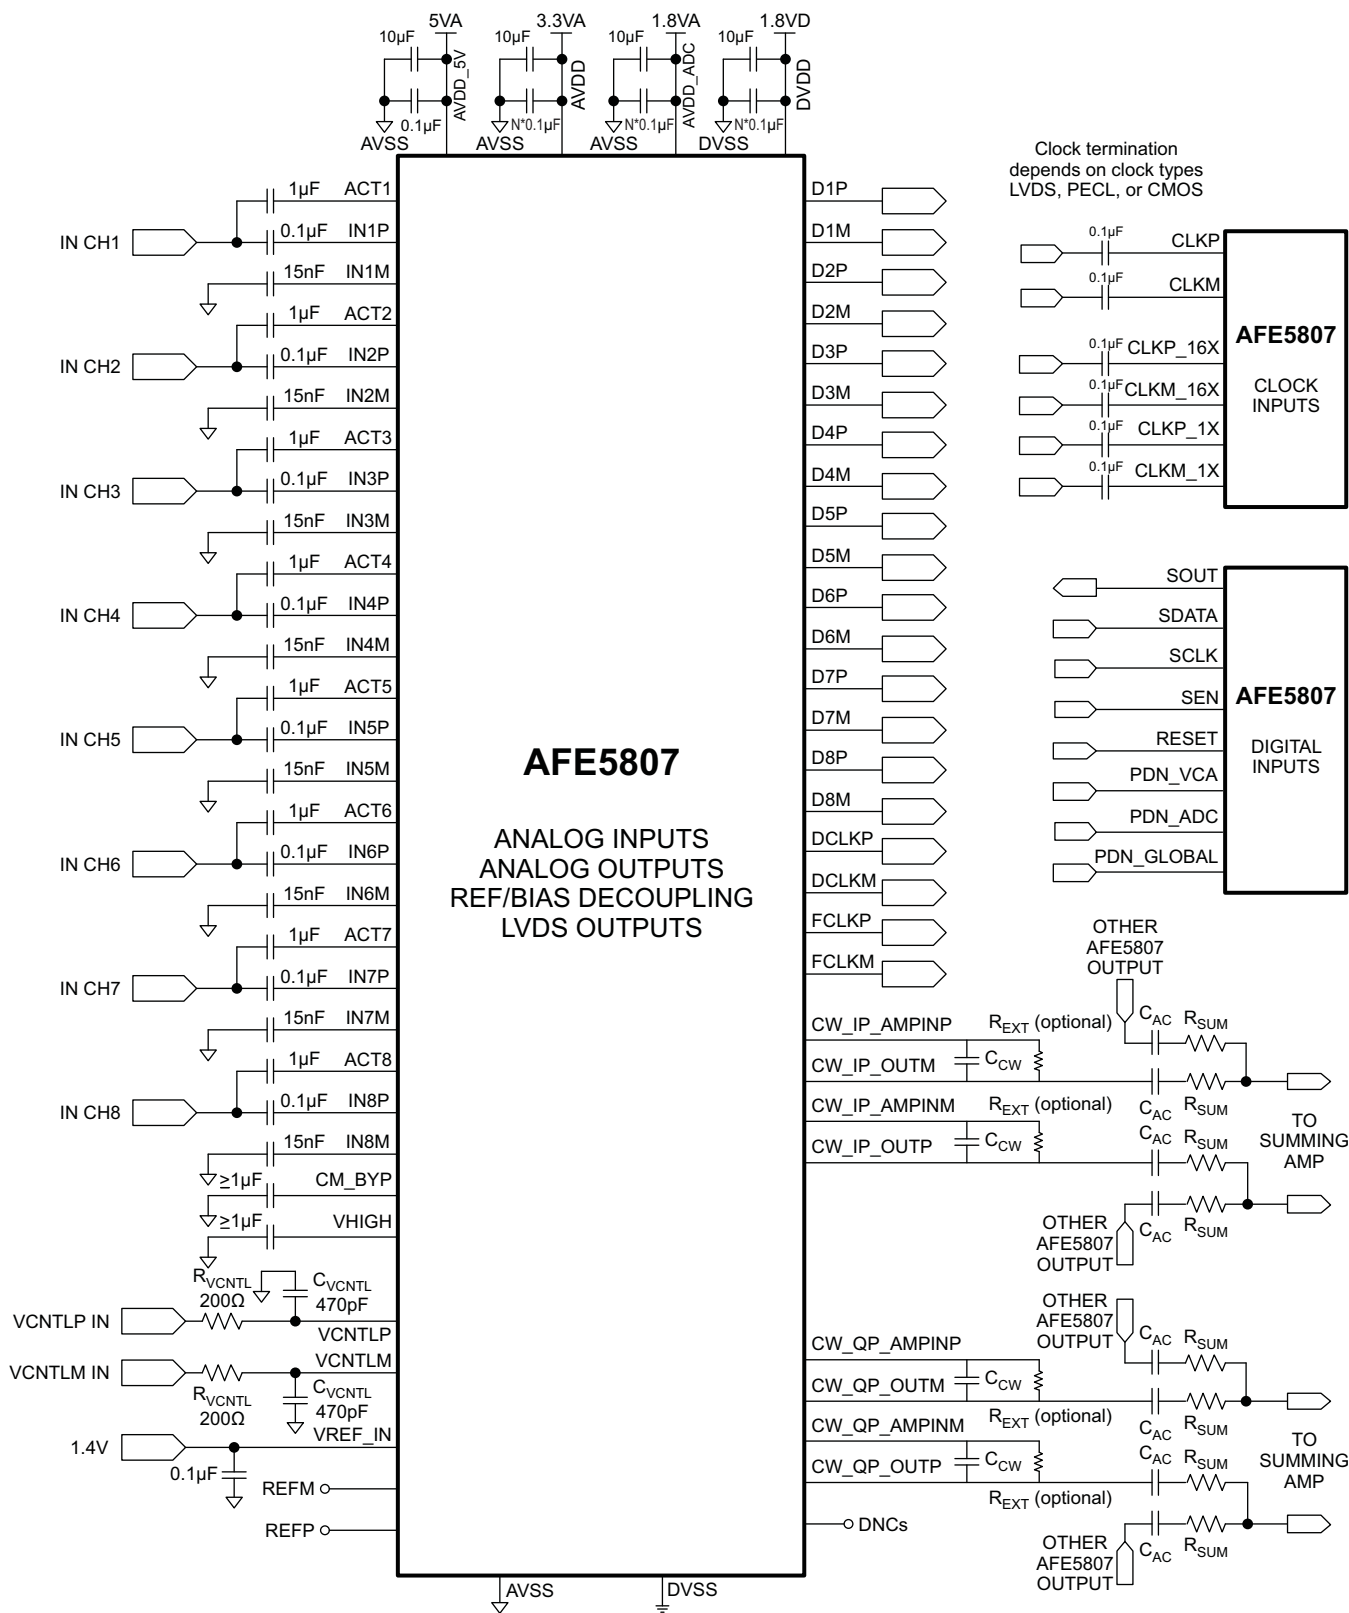 5VA
3.3VA
1.8VA
1.8VD
10µF
10µF
10µF
10µF
AVDD_5V
AVDD
AVDD_ADC
DVDD
0.1µF
N*0.1µF
N*0.1µF
N*0.1µF
AVSS
AVSS
AVSS
DVSS
1µF ACT1
IN CH1
0.1µF IN1P
15nF IN1M
1µF ACT2
IN CH2
0.1µF IN2P
15nF IN2M
1µF ACT3
IN CH3
0.1µF IN3P
15nF IN3M
1µF ACT4
IN CH4
0.1µF IN4P
15nF IN4M
1µF ACT5
IN CH5
0.1µF IN5P
15nF IN5M
1µF ACT6
IN CH6
0.1µF IN6P
15nF IN6M
1µF ACT7
IN CH7
0.1µF IN7P
15nF IN7M
1µF ACT8
IN CH8
0.1µF IN8P
15nF IN8M
≥1µF CM_BYP
≥1µF VHIGH
RVCNTL
200Ω
CVCNTL
470pF
VCNTLP IN
VCNTLP
VCNTLM IN
VCNTLM
RVCNTL
200Ω
CVCNTL
470pF
1.4V
VREF_IN
0.1µF
REFM
REFP
AFE5807
ANALOG INPUTS
ANALOG OUTPUTS
REF/BIAS DECOUPLING
LVDS OUTPUTS
AVSS
DVSS
D1P
D1M
D2P
D2M
D3P
D3M
D4P
D4M
D5P
D5M
D6P
D6M
D7P
D7M
D8P
D8M
DCLKP
DCLKM
FCLKP
FCLKM
CW_IP_AMPINP
REXT (optional)
CCW
CW_IP_OUTM
CW_IP_AMPINM
REXT (optional)
CCW
CW_IP_OUTP
OTHER
AFE5807
OUTPUT
CAC RSUM
CAC RSUM
CAC RSUM
CAC RSUM
TO
SUMMING
AMP
OTHER
AFE5807
OUTPUT
CW_QP_AMPINP
CCW
CW_QP_OUTM
REXT (optional)
CW_QP_AMPINM
CCW
CW_QP_OUTP
REXT (optional)
OTHER
AFE5807
OUTPUT
CAC RSUM
CAC RSUM
CAC RSUM
CAC RSUM
TO
SUMMING
AMP
OTHER
AFE5807
OUTPUT
DNCs
Clock termination
depends on clock types
LVDS, PECL, or CMOS
0.1µF CLKP
0.1µF CLKM
0.1µF CLKP_16X
0.1µF CLKM_16X
0.1µF CLKP_1X
0.1µF CLKM_1X
AFE5807
CLOCK
INPUTS
SOUT
SDATA
SCLK
SEN
RESET
PDN_VCA
PDN_ADC
PDN_GLOBAL
AFE5807
DIGITAL
INPUTS